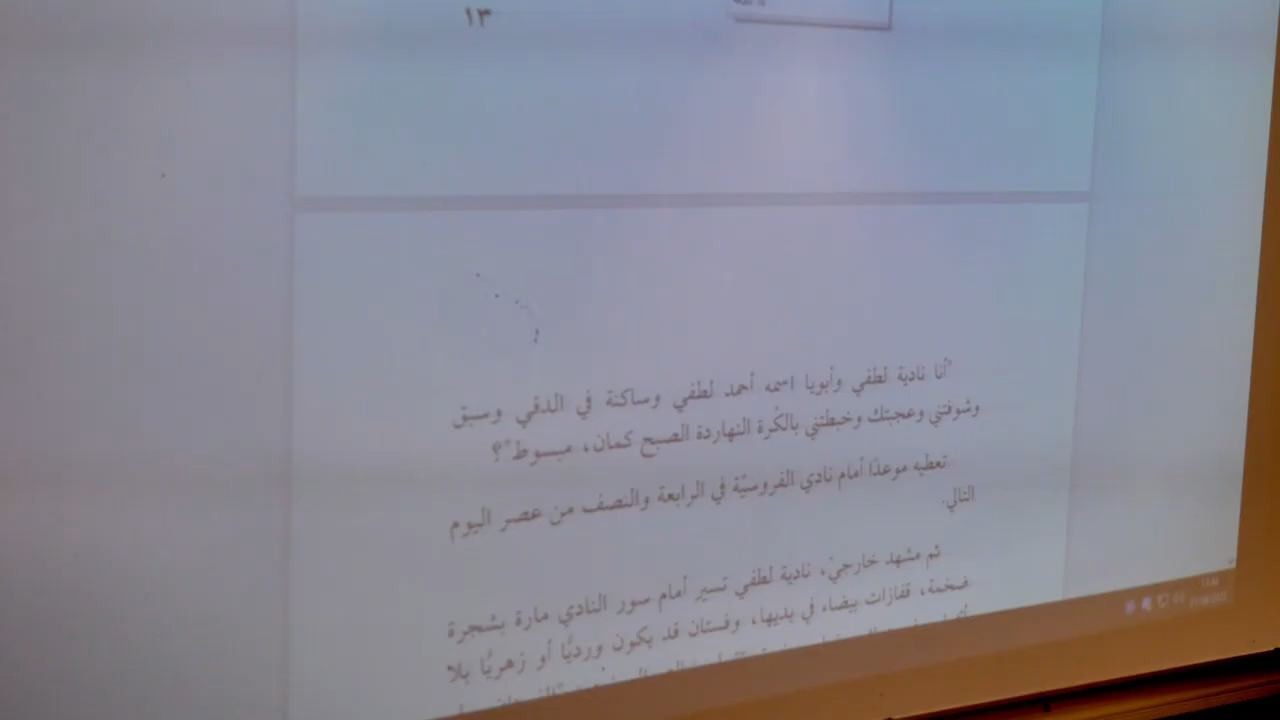 ١٣
"أنا نادية لطفي وأبويا اسمه أحمد لطفي وساكنة في الدقي وسبق
وشوفتني وعجبتك وخبطتني بالكُرة النهاردة الصبح كمان، مبسوط"؟
تعطيه موعدًا أمام نادي الفروسيّة في الرابعة والنصف من عصر اليوم
التالي.
ثم مشهد خارجيّ، نادية لطفي تسير أمام سور النادي مارة بشجرة
ضخمة، قفازات بيضاء في يديها، وفستان قد يكون ورديًّا أو زهريًّا بلا